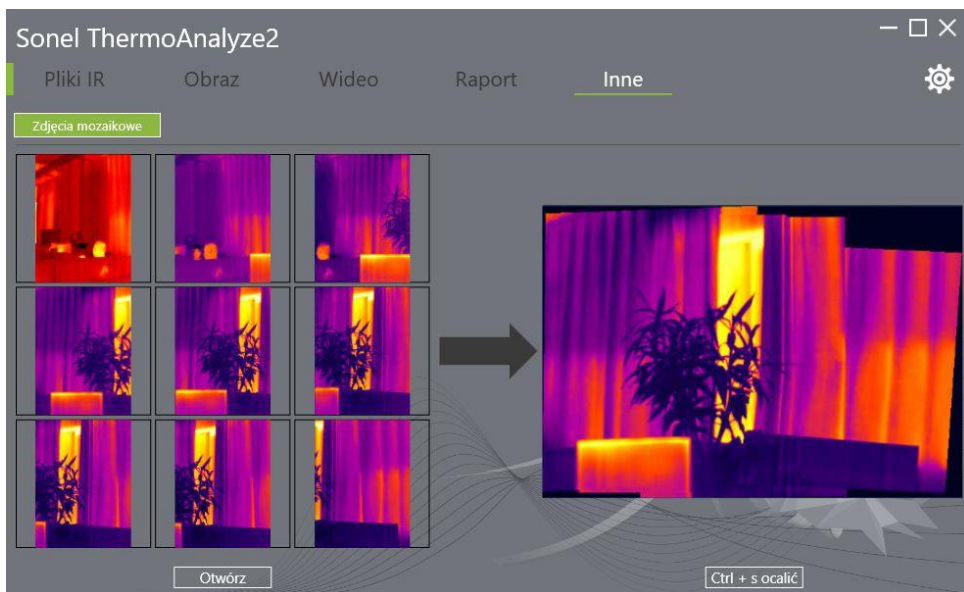 Sonel ThermoAnalyze2
Pliki IR Obraz Wideo Raport Inne
Zdjęcia mozaikowe
Otwórz Ctrl + s ocalić